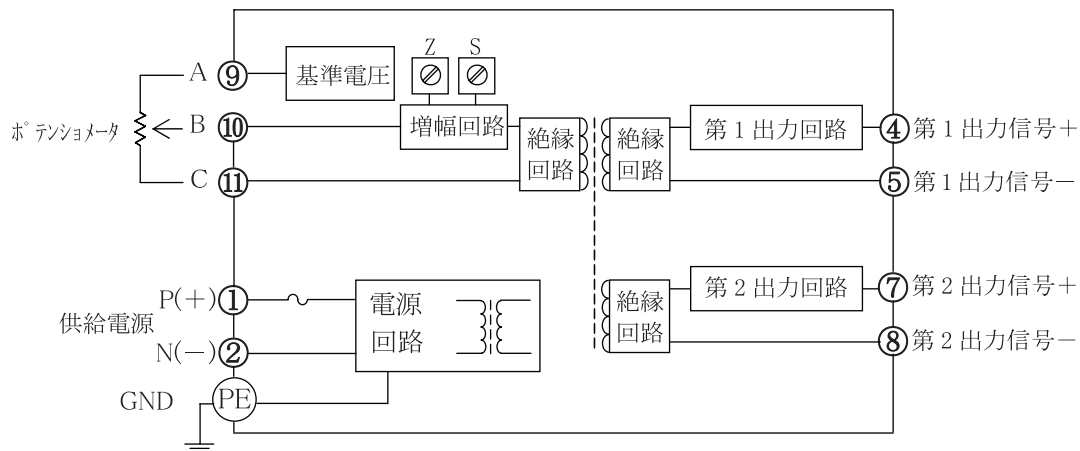 Z S
A ⑨ 基準電圧
ポテンショメータ B ⑩ 増幅回路
C ⑪
絶縁
回路
絶縁
回路
第1出力回路 ④ 第1出力信号+
⑤ 第1出力信号-
P(+) ①
供給電源
N(-) ②
GND PE
電源
回路
絶縁
回路
第2出力回路 ⑦ 第2出力信号+
⑧ 第2出力信号-